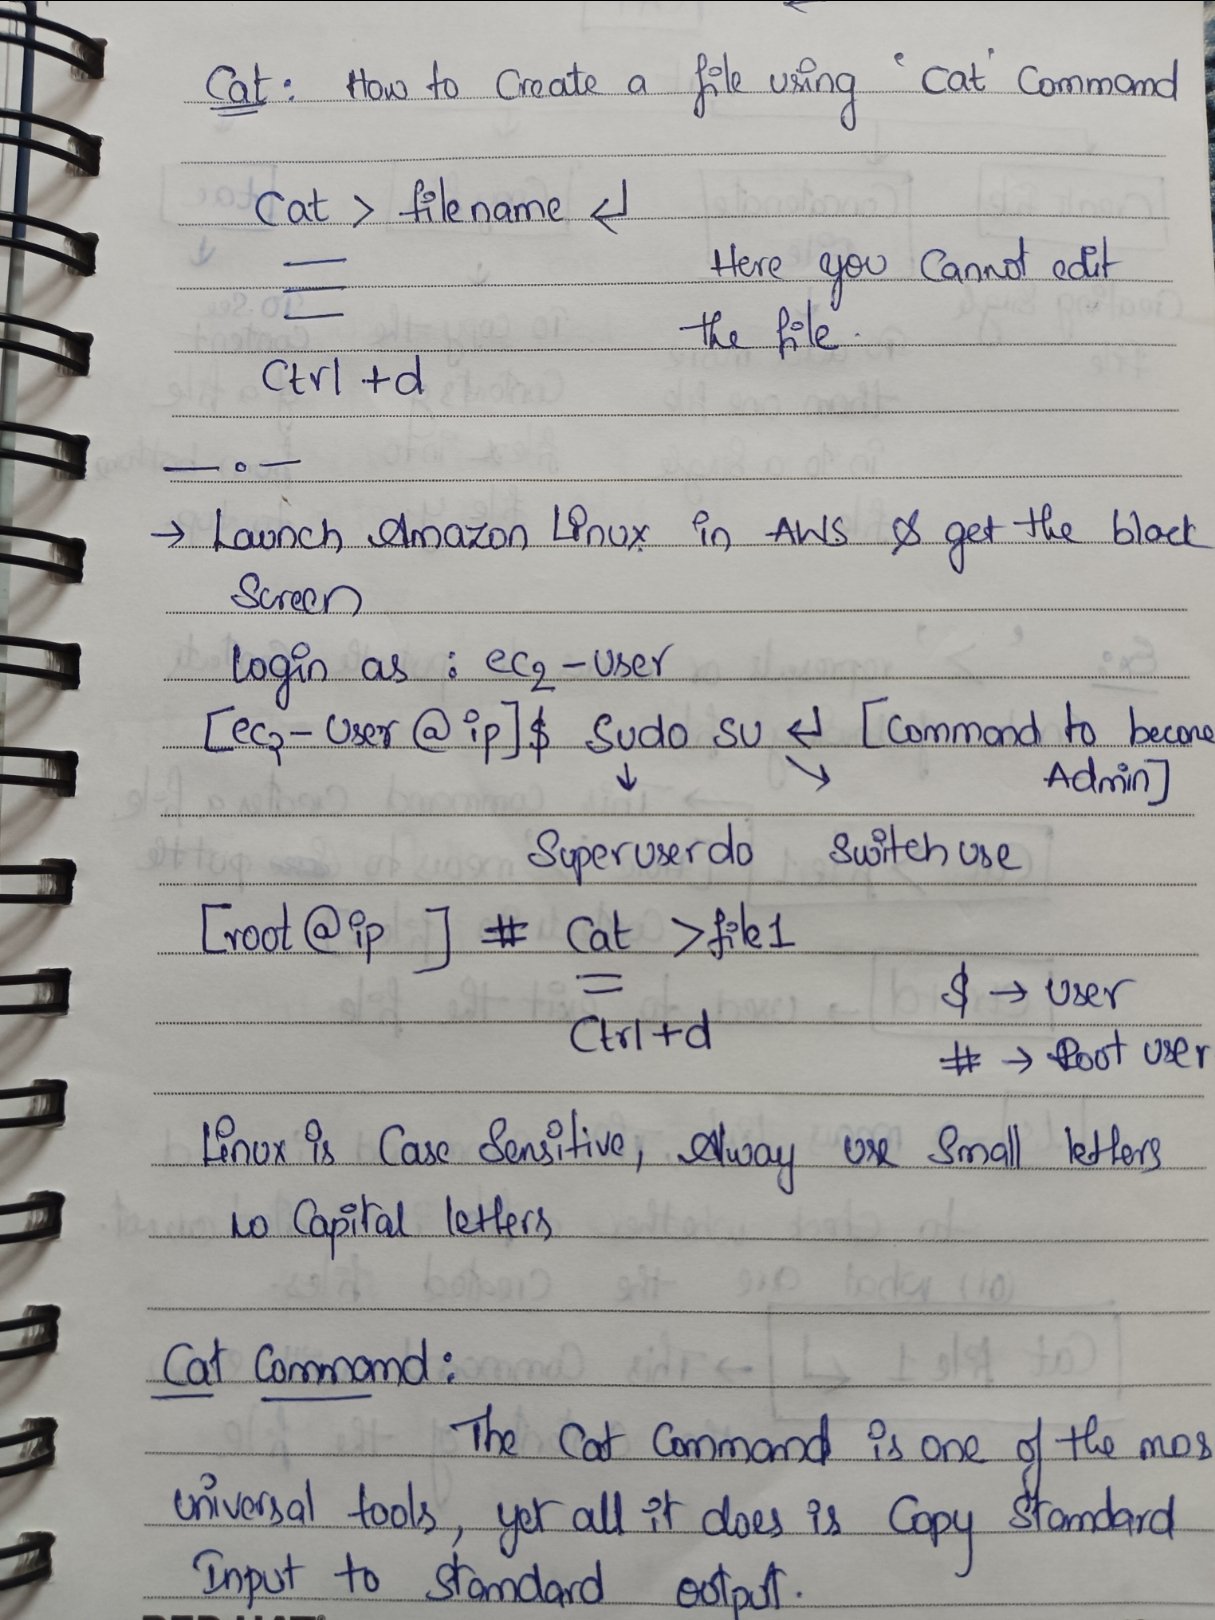 Cat: How to Create a file using 'Cat' Command
Cat > filename ↲
Here you Cannot edit
the file.
Ctrl + d
→ Launch Amazon Linux in AWS & get the black
Screen
login as : ec2-user
[ec2-user@ip]$ Sudo su ↲ [Command to become
Admin]
↓ ↘
Superuserdo Switch use
[root@ip ] # Cat >file1
Ctrl+d
$ → user
# → Root user
Linux is Case Sensitive, Alway use Small letters
no Capital letters
Cat Command:
The Cat Command is one of the mos
universal tools, yet all it does is Copy Standard
Input to standard output.